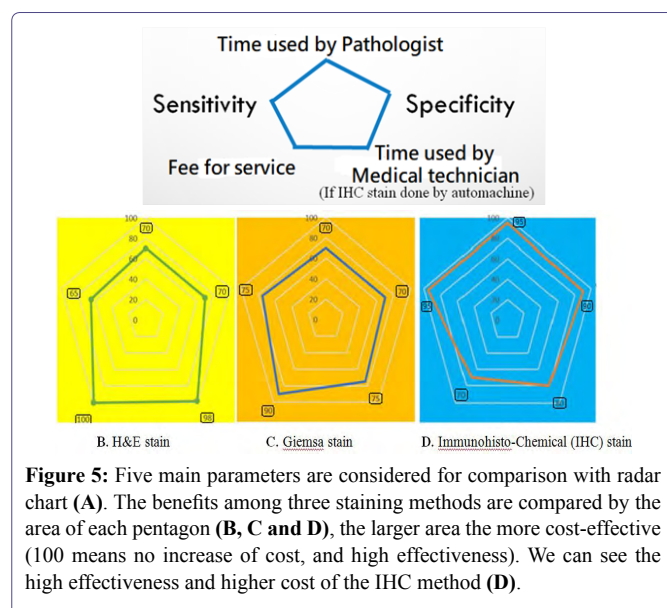 Time used by Pathologist
Sensitivity
Specificity
Fee for service
Time used by
Medical technician
(If IHC stain done by automachine)
100
80
60
40
20
0
70
70
98
100
65
100
80
60
40
20
0
70
70
75
90
75
100
80
60
40
20
0
95
90
70
95
B. H&E stain
C. Giemsa stain
D. Immunohisto-Chemical (IHC) stain
Figure 5: Five main parameters are considered for comparison with radar
chart (A). The benefits among three staining methods are compared by the
area of each pentagon (B, C and D), the larger area the more cost-effective
(100 means no increase of cost, and high effectiveness). We can see the
high effectiveness and higher cost of the IHC method (D).